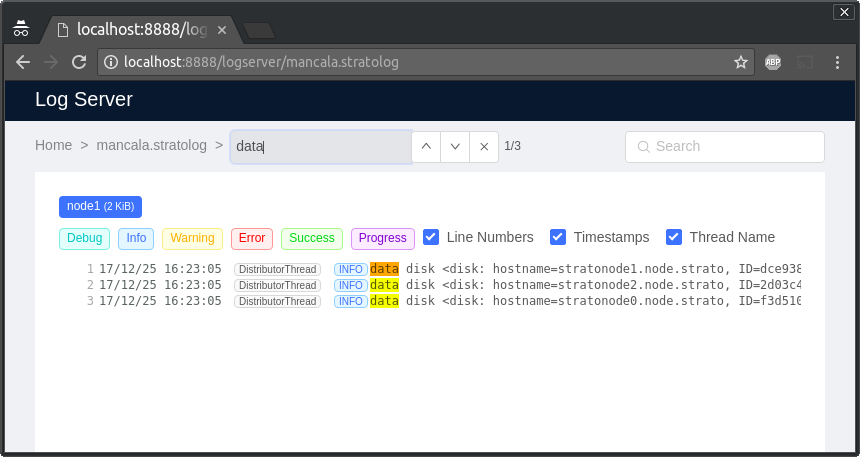 localhost:8888/log
localhost:8888/logserver/mancala.stratolog
ABP
Log Server
Home > mancala.stratolog > data 1/3 Search
node1 (2 KiB)
Debug Info Warning Error Success Progress Line Numbers Timestamps Thread Name
1 17/12/25 16:23:05 DistributorThread INFO data disk <disk: hostname=stratonode1.node.strato, ID=dce938
2 17/12/25 16:23:05 DistributorThread INFO data disk <disk: hostname=stratonode2.node.strato, ID=2d03c4
3 17/12/25 16:23:05 DistributorThread INFO data disk <disk: hostname=stratonode0.node.strato, ID=f3d510